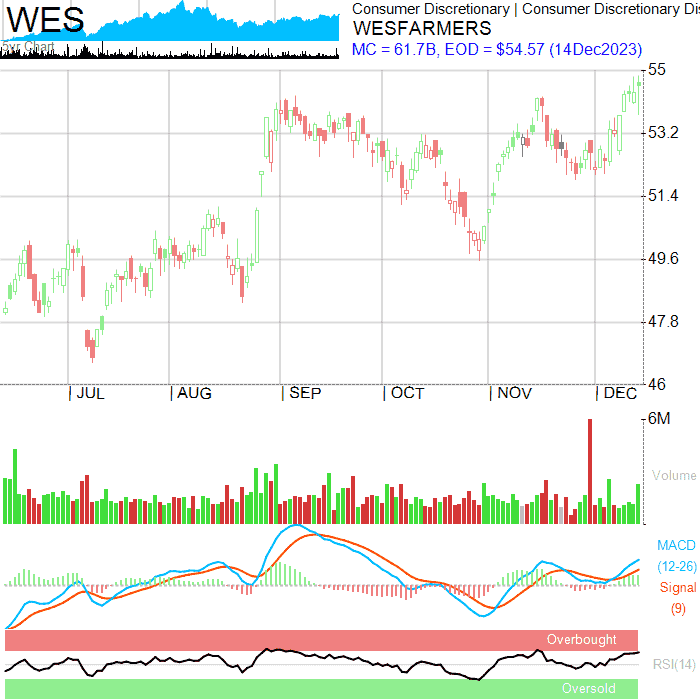 WES
Consumer Discretionary | Consumer Discretionary Dis
WESFARMERS
MC = 61.7B, EOD = $54.57 (14Dec2023)
55
53.2
51.4
49.6
47.8
46
| JUL | AUG | SEP | OCT | NOV | DEC
6M
Volume
MACD
(12-26)
Signal
(9)
Overbought
RSI(14)
Oversold